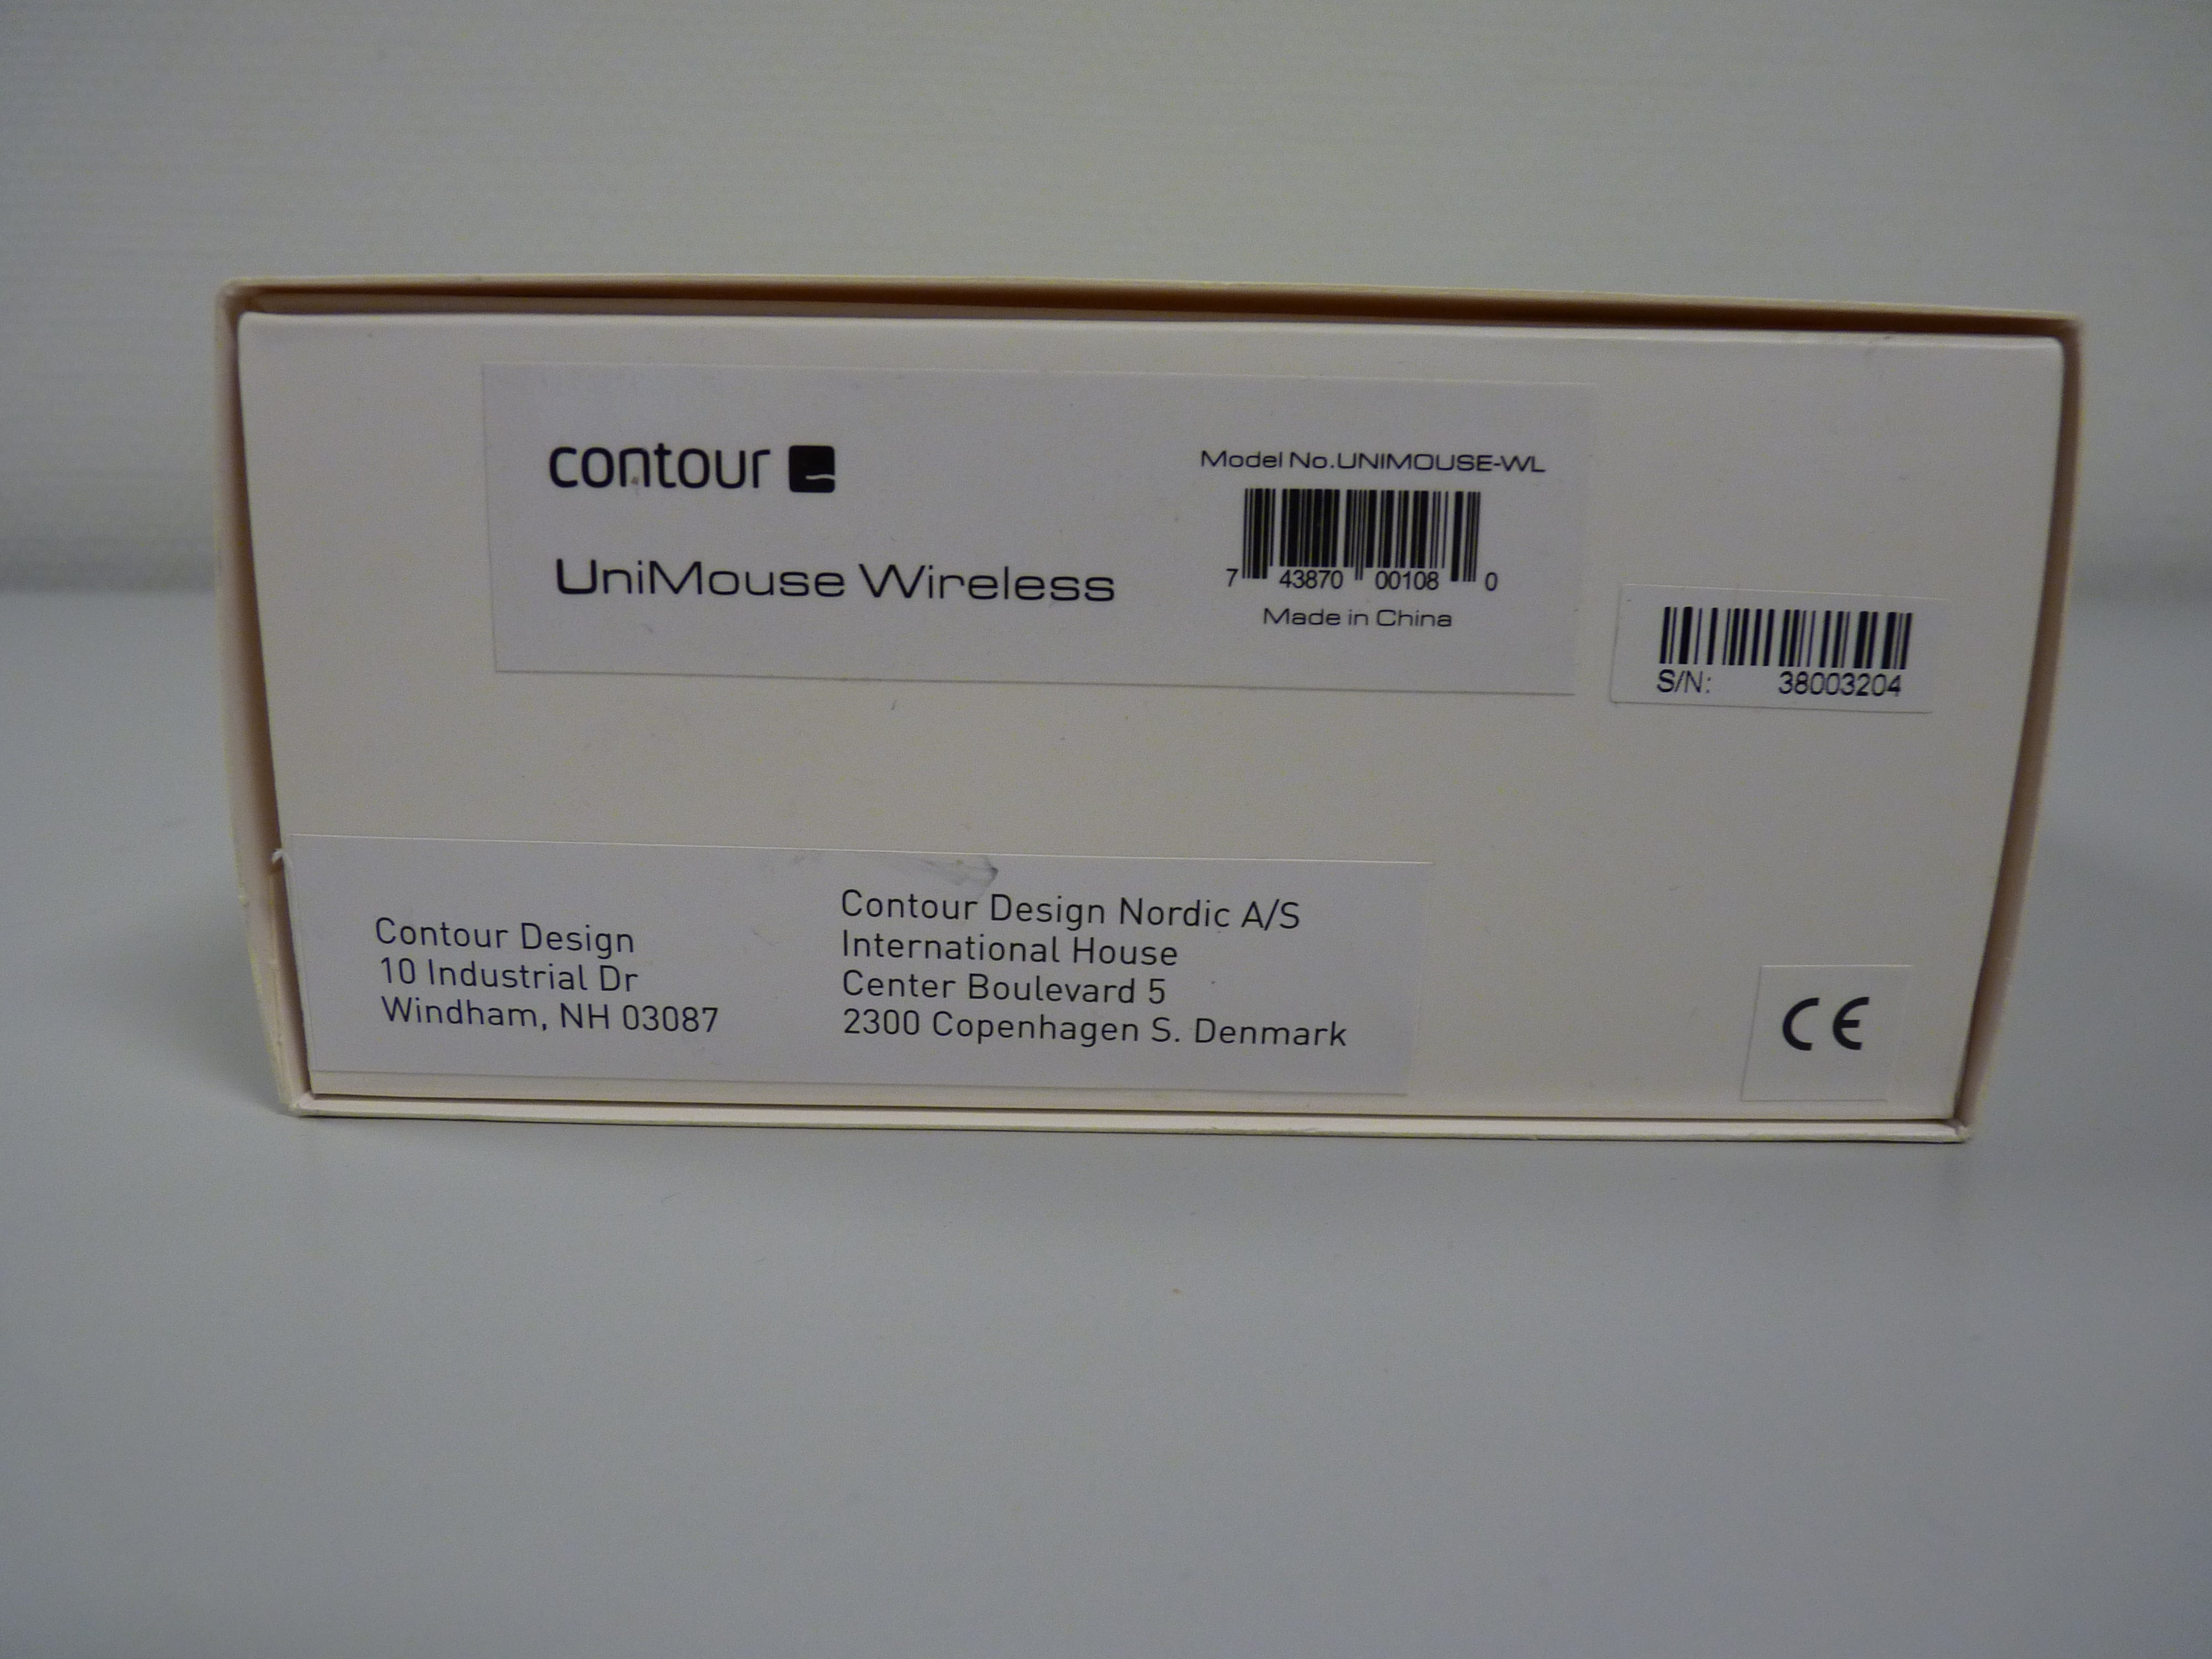 contour
UniMouse Wireless
Model No.UNIMOUSE-WL
7 43870 00108 0
Made in China
S/N: 38003204
Contour Design
10 Industrial Dr
Windham, NH 03087
Contour Design Nordic A/S
International House
Center Boulevard 5
2300 Copenhagen S. Denmark
CE